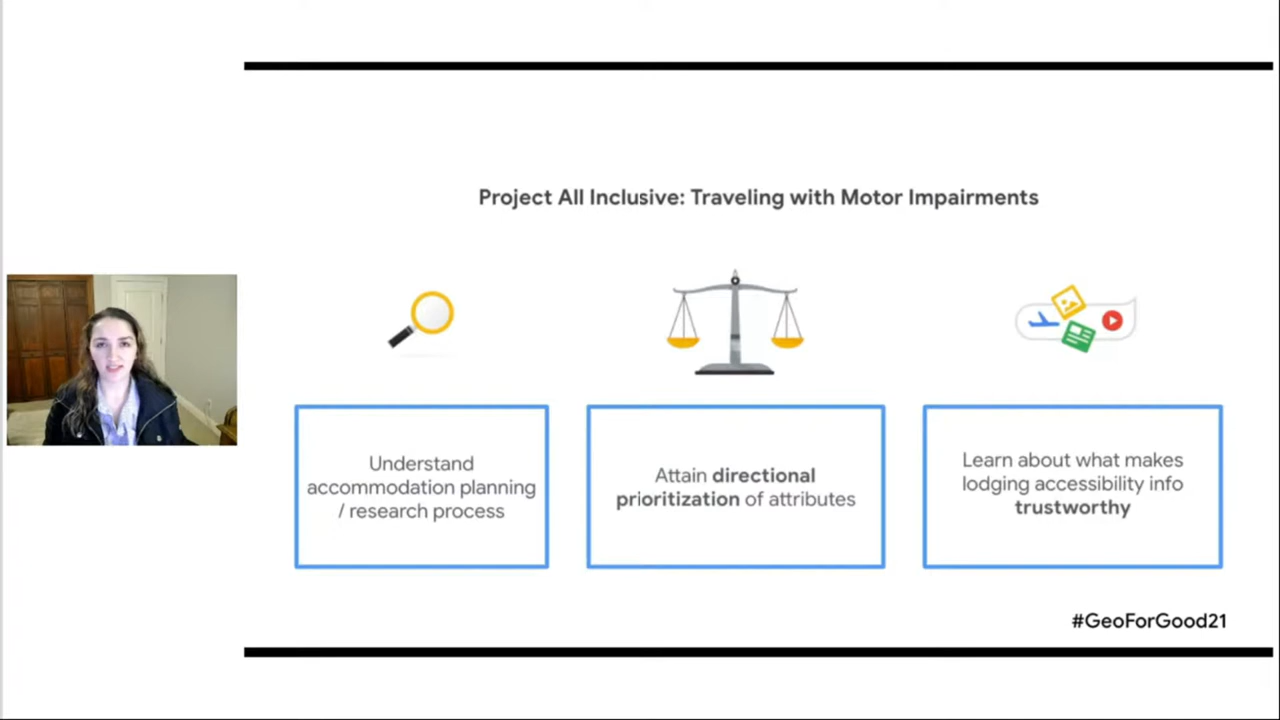 Project All Inclusive: Traveling with Motor Impairments
Understand
accommodation planning
/ research process
Attain directional
prioritization of attributes
Learn about what makes
lodging accessibility info
trustworthy
#GeoForGood21